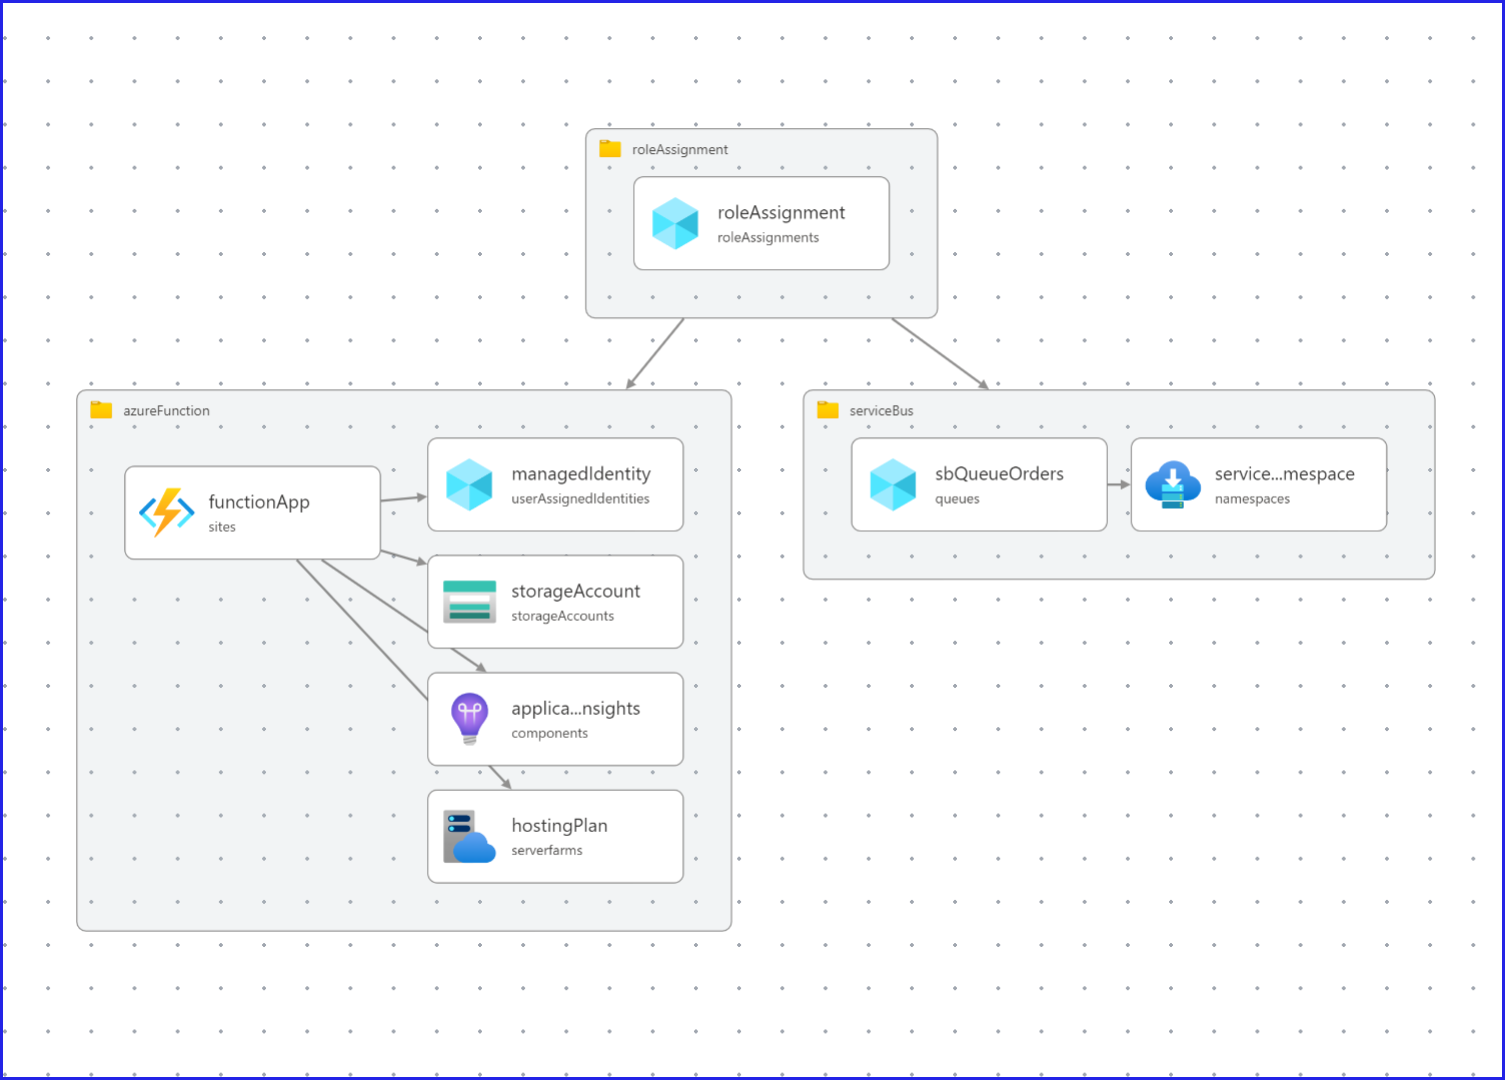 roleAssignment
roleAssignment
roleAssignments
azureFunction
functionApp
sites
managedIdentity
userAssignedIdentities
storageAccount
storageAccounts
applica...nsights
components
hostingPlan
serverfarms
serviceBus
sbQueueOrders
queues
service...mespace
namespaces